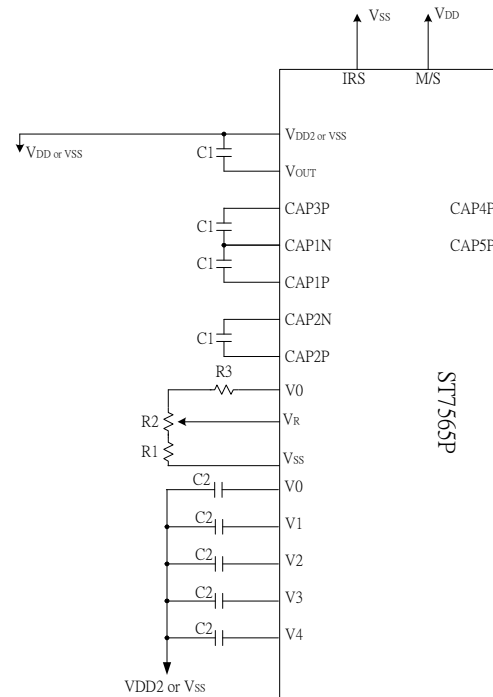 VSS VDD
IRS M/S
VDD2 or VSS
VDD or VSS
C1
VOUT
CAP3P CAP4P
C1
CAP1N CAP5P
C1
CAP1P
CAP2N
C1
CAP2P
R3
V0
R2 VR
R1
VSS
C2 V0
C2 V1
C2 V2
C2 V3
C2 V4
VDD2 or VSS
ST7565P